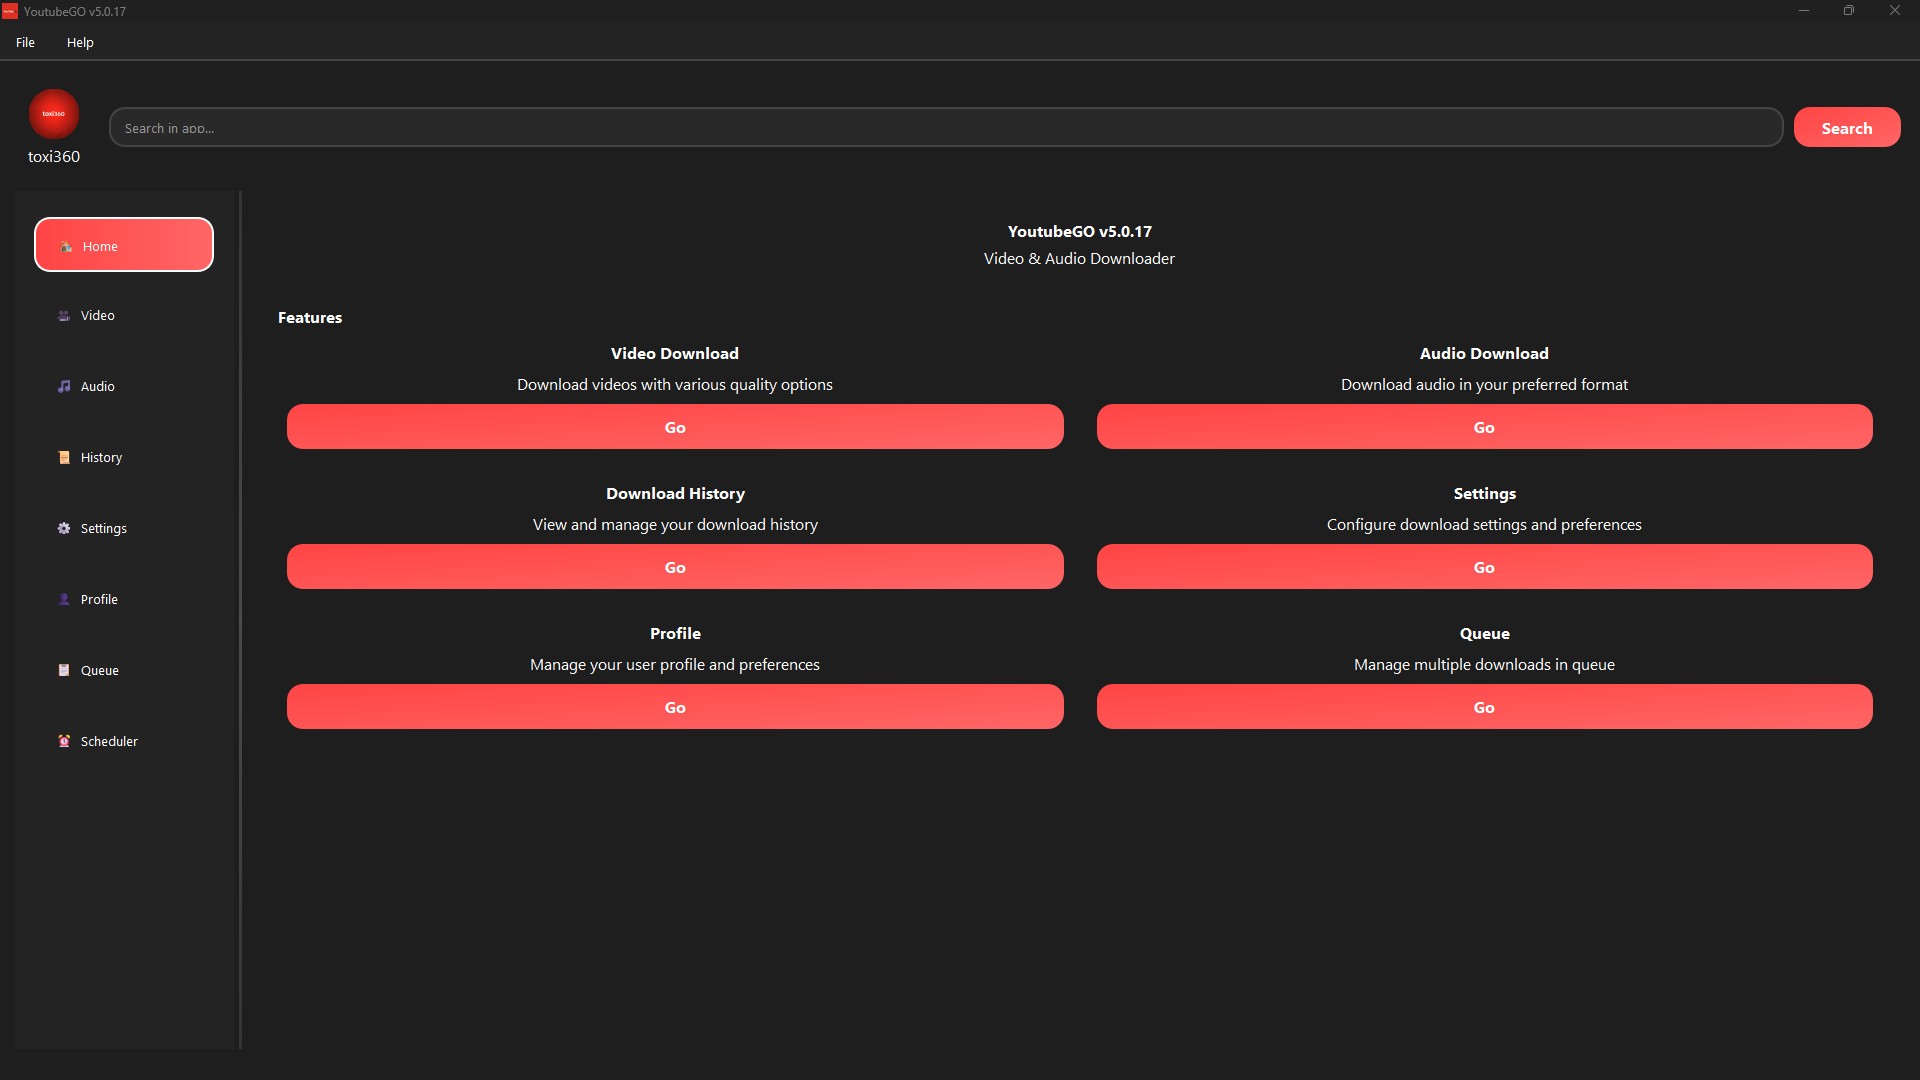 YoutubeGO v5.0.17
File Help
toxi360
Search in app...
Search
toxi360
Home
Video
Audio
History
Settings
Profile
Queue
Scheduler
YoutubeGO v5.0.17
Video & Audio Downloader
Features
Video Download
Download videos with various quality options
Go
Audio Download
Download audio in your preferred format
Go
Download History
View and manage your download history
Go
Settings
Configure download settings and preferences
Go
Profile
Manage your user profile and preferences
Go
Queue
Manage multiple downloads in queue
Go